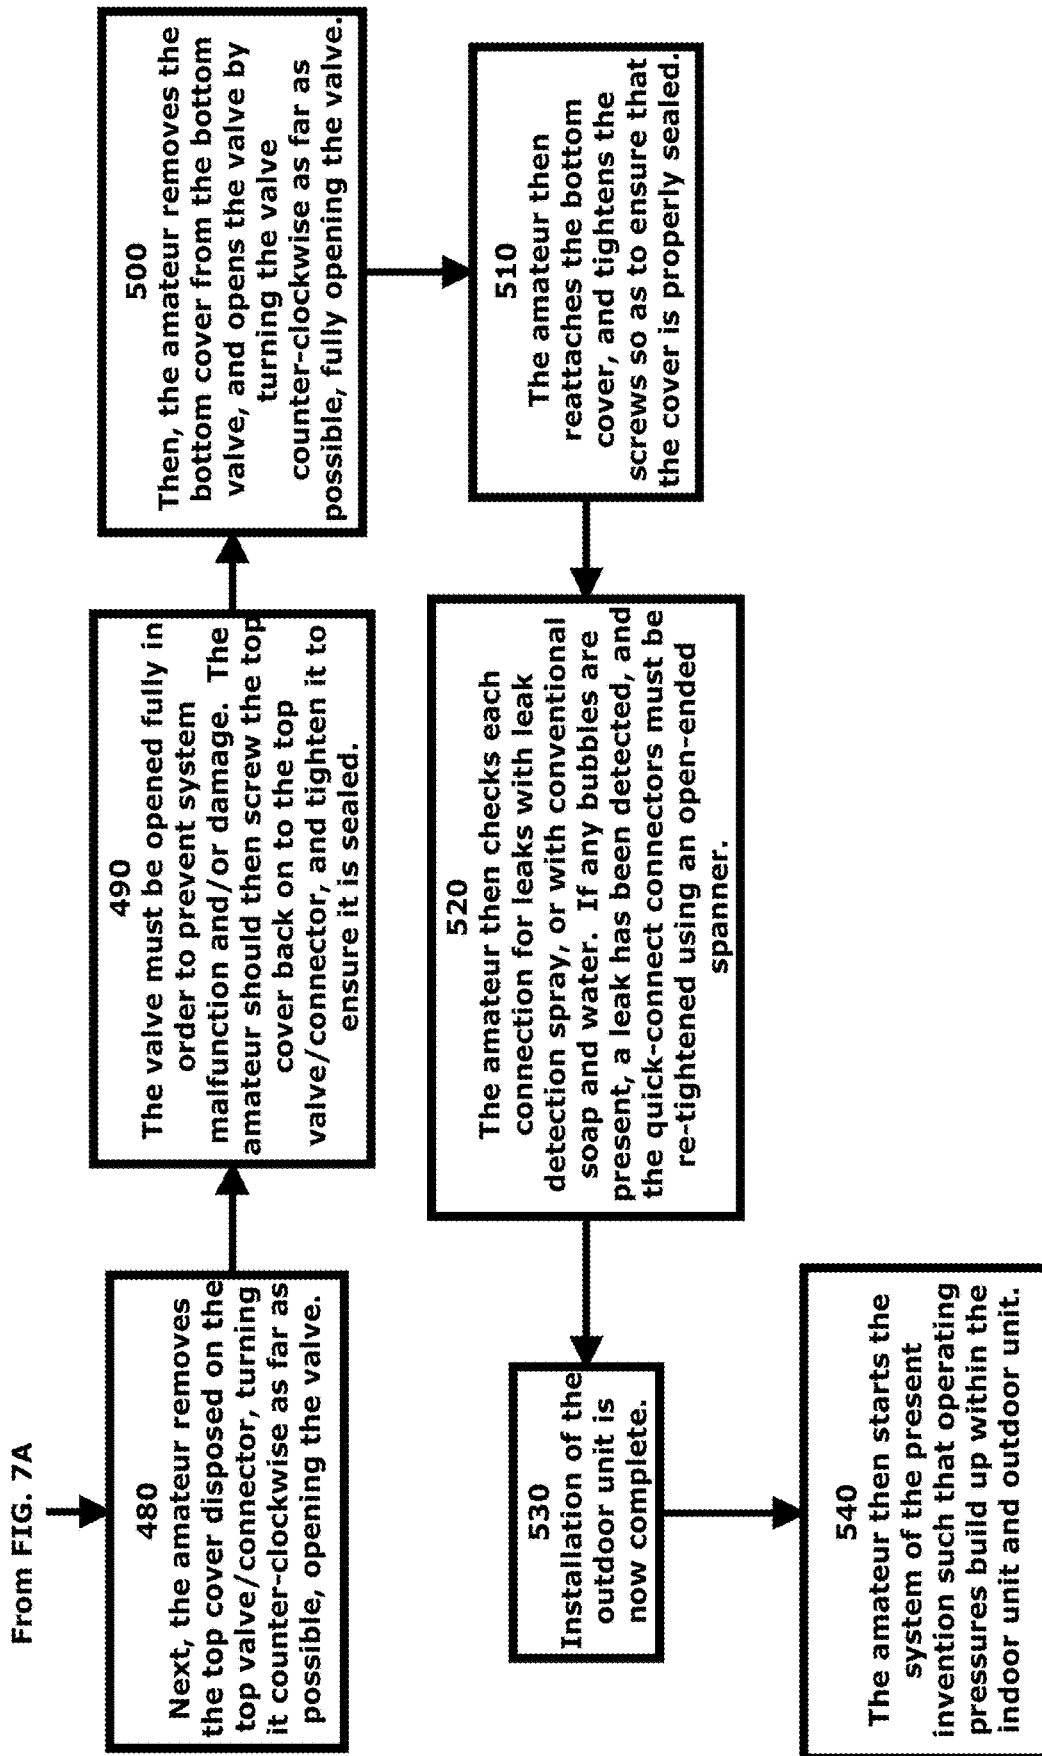 From FIG. 7A
480
Next, the amateur removes
the top cover disposed on the
top valve/connector, turning
it counter-clockwise as far as
possible, opening the valve.
490
The valve must be opened fully in
order to prevent system
malfunction and/or damage. The
amateur should then screw the top
cover back on to the top
valve/connector, and tighten it to
ensure it is sealed.
500
Then, the amateur removes the
bottom cover from the bottom
valve, and opens the valve by
turning the valve
counter-clockwise as far as
possible, fully opening the valve.
510
The amateur then
reattaches the bottom
cover, and tightens the
screws so as to ensure that
the cover is properly sealed.
520
The amateur then checks each
connection for leaks with leak
detection spray, or with conventional
soap and water. If any bubbles are
present, a leak has been detected, and
the quick-connect connectors must be
re-tightened using an open-ended
spanner.
530
Installation of the
outdoor unit is
now complete.
540
The amateur then starts the
system of the present
invention such that operating
pressures build up within the
indoor unit and outdoor unit.